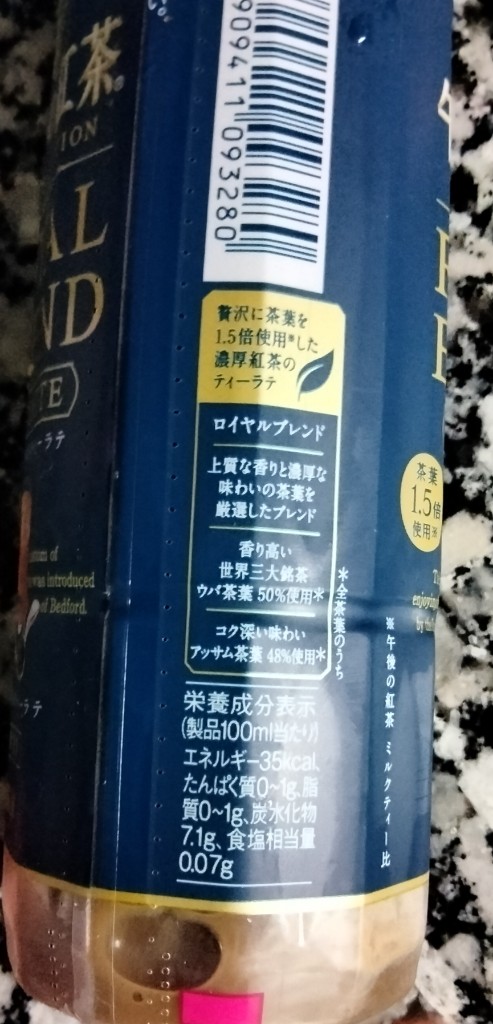 紅茶
ION
AL
ND
TE
ーラテ
was introduced
of Bedford.
ラテ
909411 093280
贅沢に茶葉を
1.5倍使用※した
濃厚紅茶の
ティーラテ
ロイヤルブレンド
上質な香りと濃厚な
味わいの茶葉を
厳選したブレンド
香り高い
世界三大銘茶
ウバ茶葉 50%使用*
コク深い味わい
アッサム茶葉 48%使用*
*全茶葉のうち
栄養成分表示
(製品100ml当たり)
エネルギー35kcal、
たんぱく質0~1g、脂
質0~1g、炭水化物
7.1g、食塩相当量
0.07g
茶葉
1.5倍
使用※
※午後の紅茶 ミルクティー比